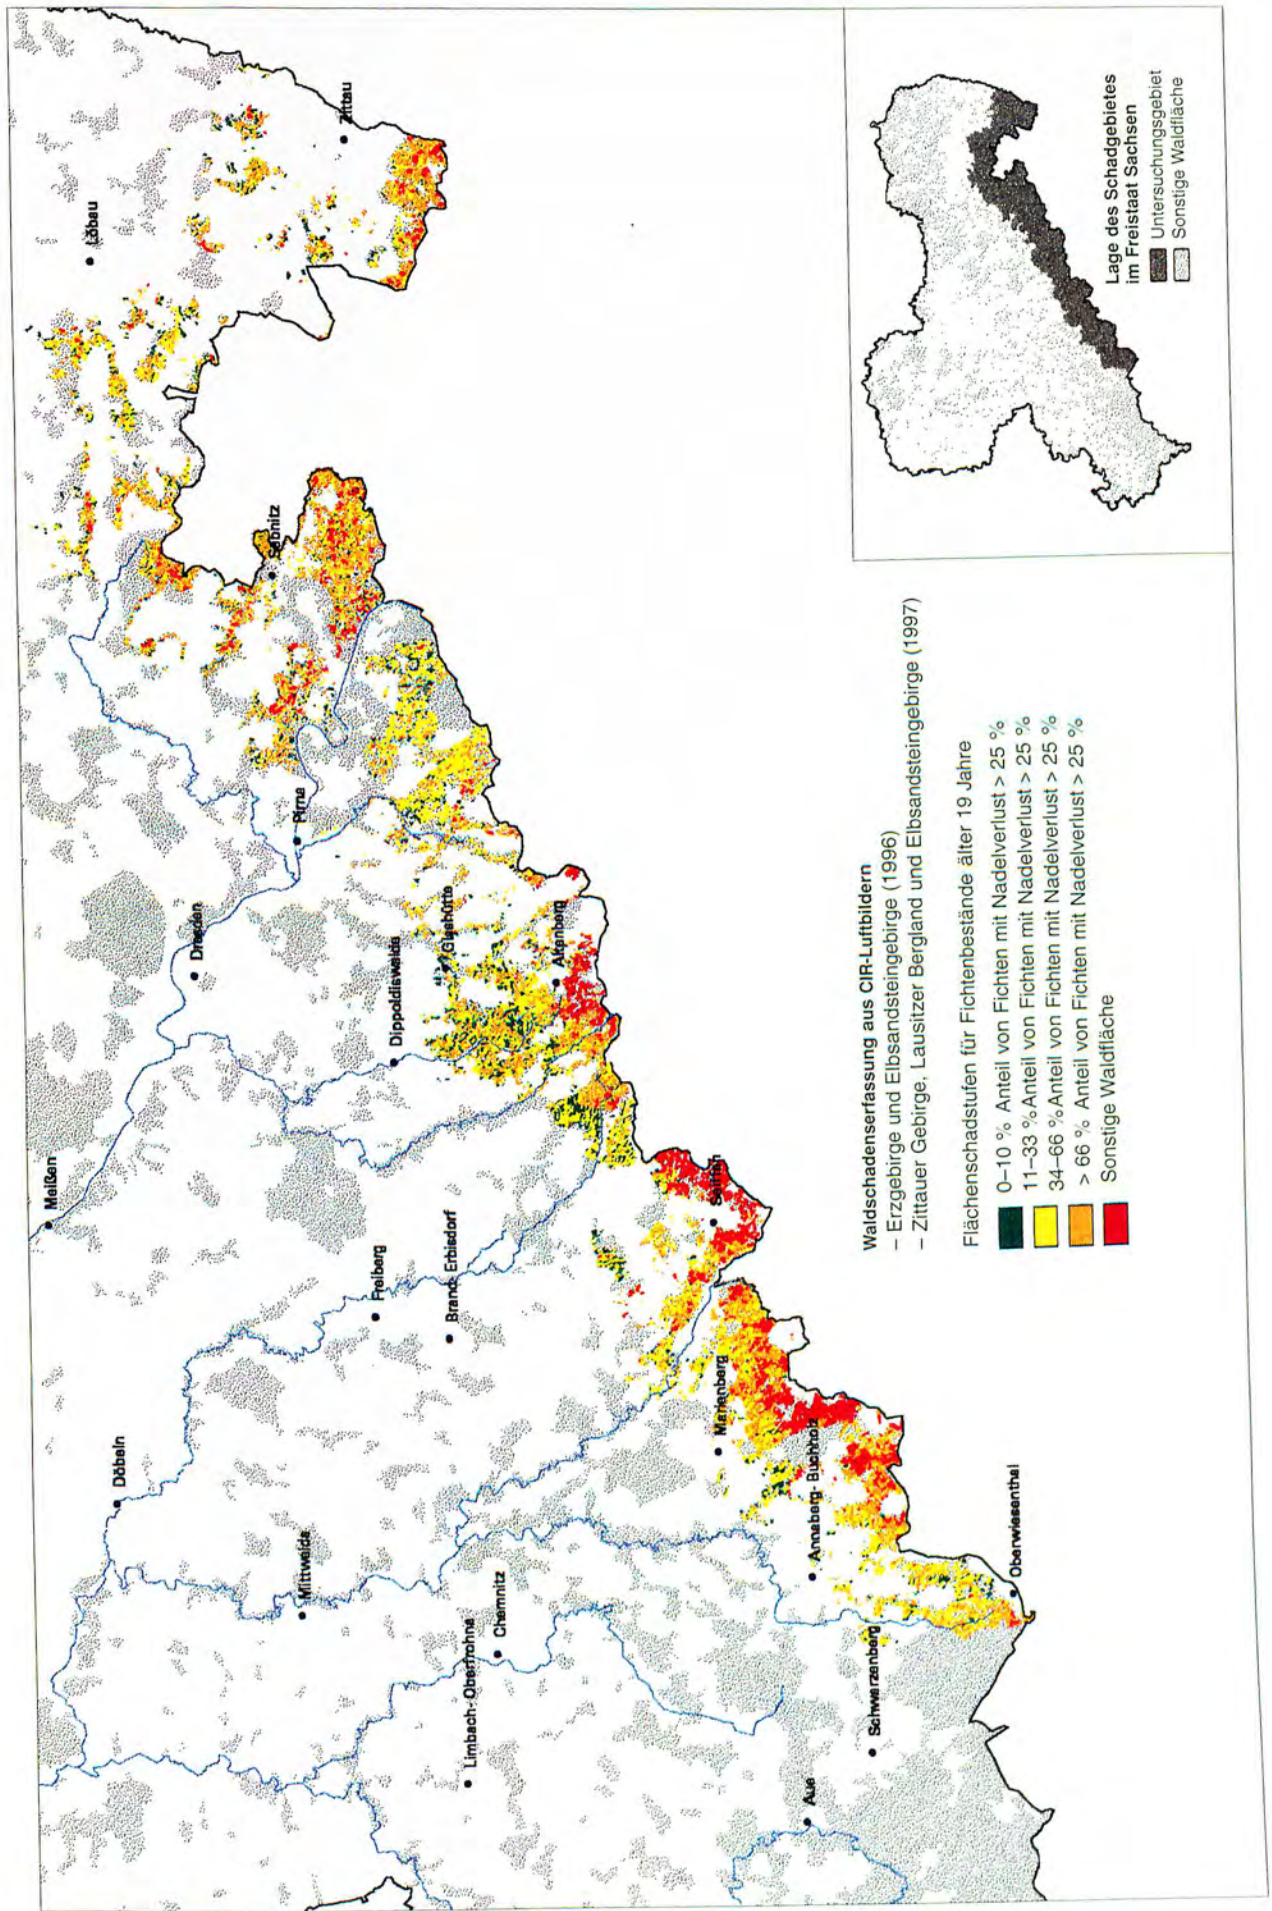 Meißen
Dresden
Löbau
Zittau
Sebnitz
Pirna
Döbeln
Mittweida
Freiberg
Brand-Erbisdorf
Dippoldiswalde
Glashütte
Altenberg
Seiffen
Limbach-Oberfrohna
Chemnitz
Marienberg
Annaberg-Buchholz
Aue
Schwarzenberg
Oberwiesenthal
Waldschadenserfassung aus CIR-Luftbildern
– Erzgebirge und Elbsandsteingebirge (1996)
– Zittauer Gebirge, Lausitzer Bergland und Elbsandsteingebirge (1997)
Flächenschadstufen für Fichtenbestände älter 19 Jahre
0–10 % Anteil von Fichten mit Nadelverlust > 25 %
11–33 % Anteil von Fichten mit Nadelverlust > 25 %
34–66 % Anteil von Fichten mit Nadelverlust > 25 %
> 66 % Anteil von Fichten mit Nadelverlust > 25 %
Sonstige Waldfläche
Lage des Schadgebietes
im Freistaat Sachsen
Untersuchungsgebiet
Sonstige Waldfläche